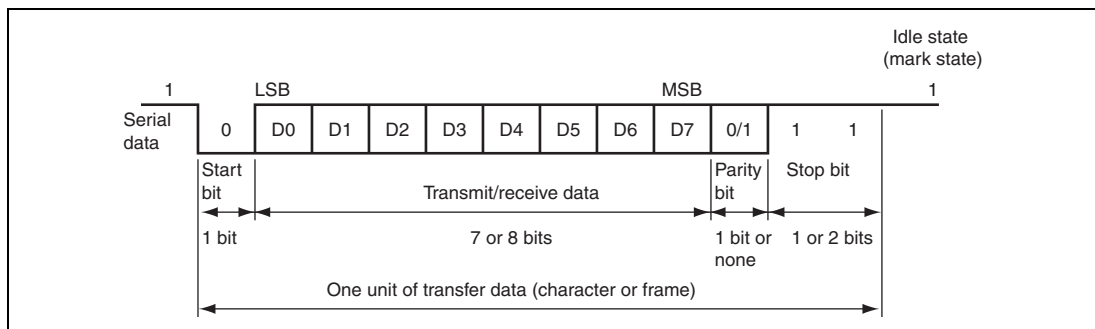 Idle state
(mark state)
1 LSB MSB 1
Serial
data
0 D0 D1 D2 D3 D4 D5 D6 D7 0/1 1 1
Start
bit
Transmit/receive data
Parity
bit
Stop bit
1 bit
7 or 8 bits
1 bit or
none
1 or 2 bits
One unit of transfer data (character or frame)